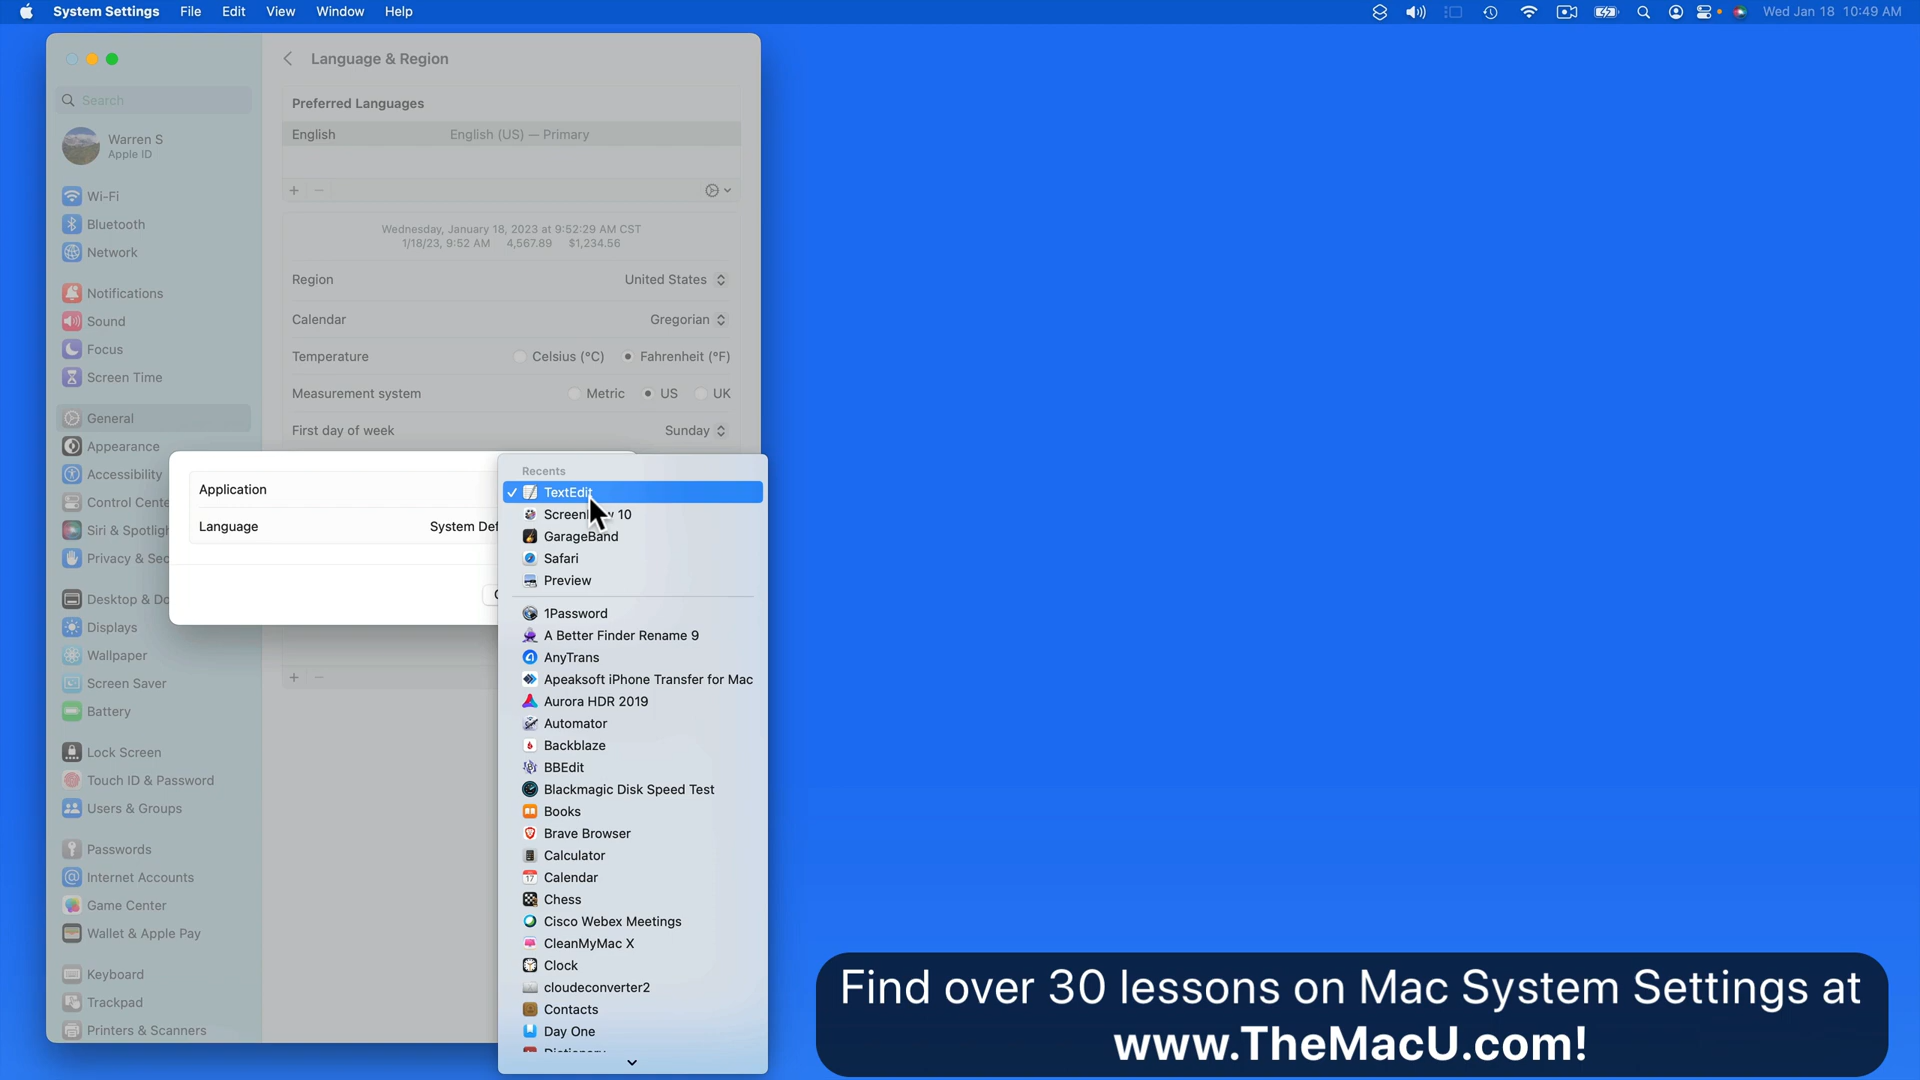 System Settings File Edit View Window Help
Wed Jan 18 10:49 AM
Language & Region
Search
Preferred Languages
English English (US) — Primary
Warren S
Apple ID
Wi-Fi
Bluetooth
Network
Notifications
Sound
Focus
Screen Time
General
Appearance
Accessibility
Control Cente
Siri & Spotligh
Privacy & Sec
Desktop & Do
Displays
Wallpaper
Screen Saver
Battery
Lock Screen
Touch ID & Password
Users & Groups
Passwords
Internet Accounts
Game Center
Wallet & Apple Pay
Keyboard
Trackpad
Printers & Scanners
Wednesday, January 18, 2023 at 9:52:29 AM CST
1/18/23, 9:52 AM 4,567.89 $1,234.56
Region United States
Calendar Gregorian
Temperature Celsius (°C) Fahrenheit (°F)
Measurement system Metric US UK
First day of week Sunday
Application
Language System Def
Recents
TextEdit
10
GarageBand
Safari
Preview
1Password
A Better Finder Rename 9
AnyTrans
Apeaksoft iPhone Transfer for Mac
Aurora HDR 2019
Automator
Backblaze
BBEdit
Blackmagic Disk Speed Test
Books
Brave Browser
Calculator
Calendar
Chess
Cisco Webex Meetings
CleanMyMac X
Clock
cloudeconverter2
Contacts
Day One
Find over 30 lessons on Mac System Settings at
www.TheMacU.com!